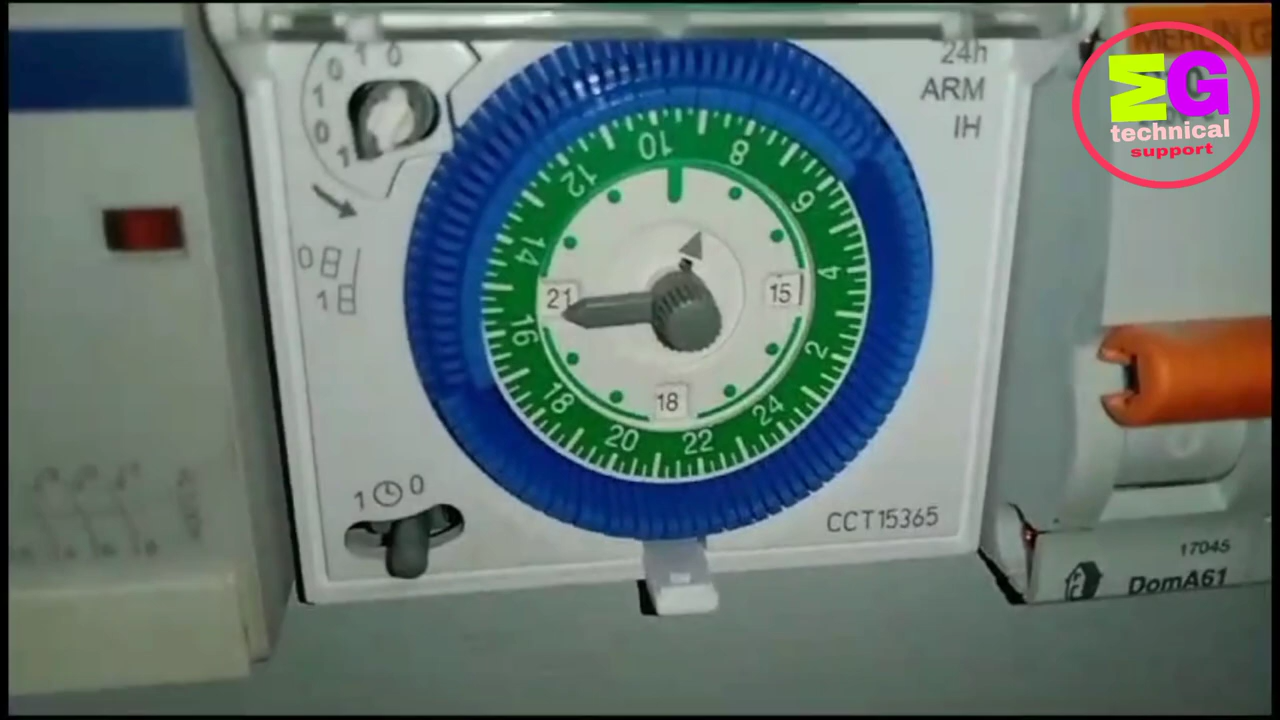 24h
ARM
IH
0 1 0 1 0 1
0
1
10 8 6 4 2 24 22 20 18 16 14 12
21 15
18
1 0
CCT15365
17045
DomA61
MG
technical
support